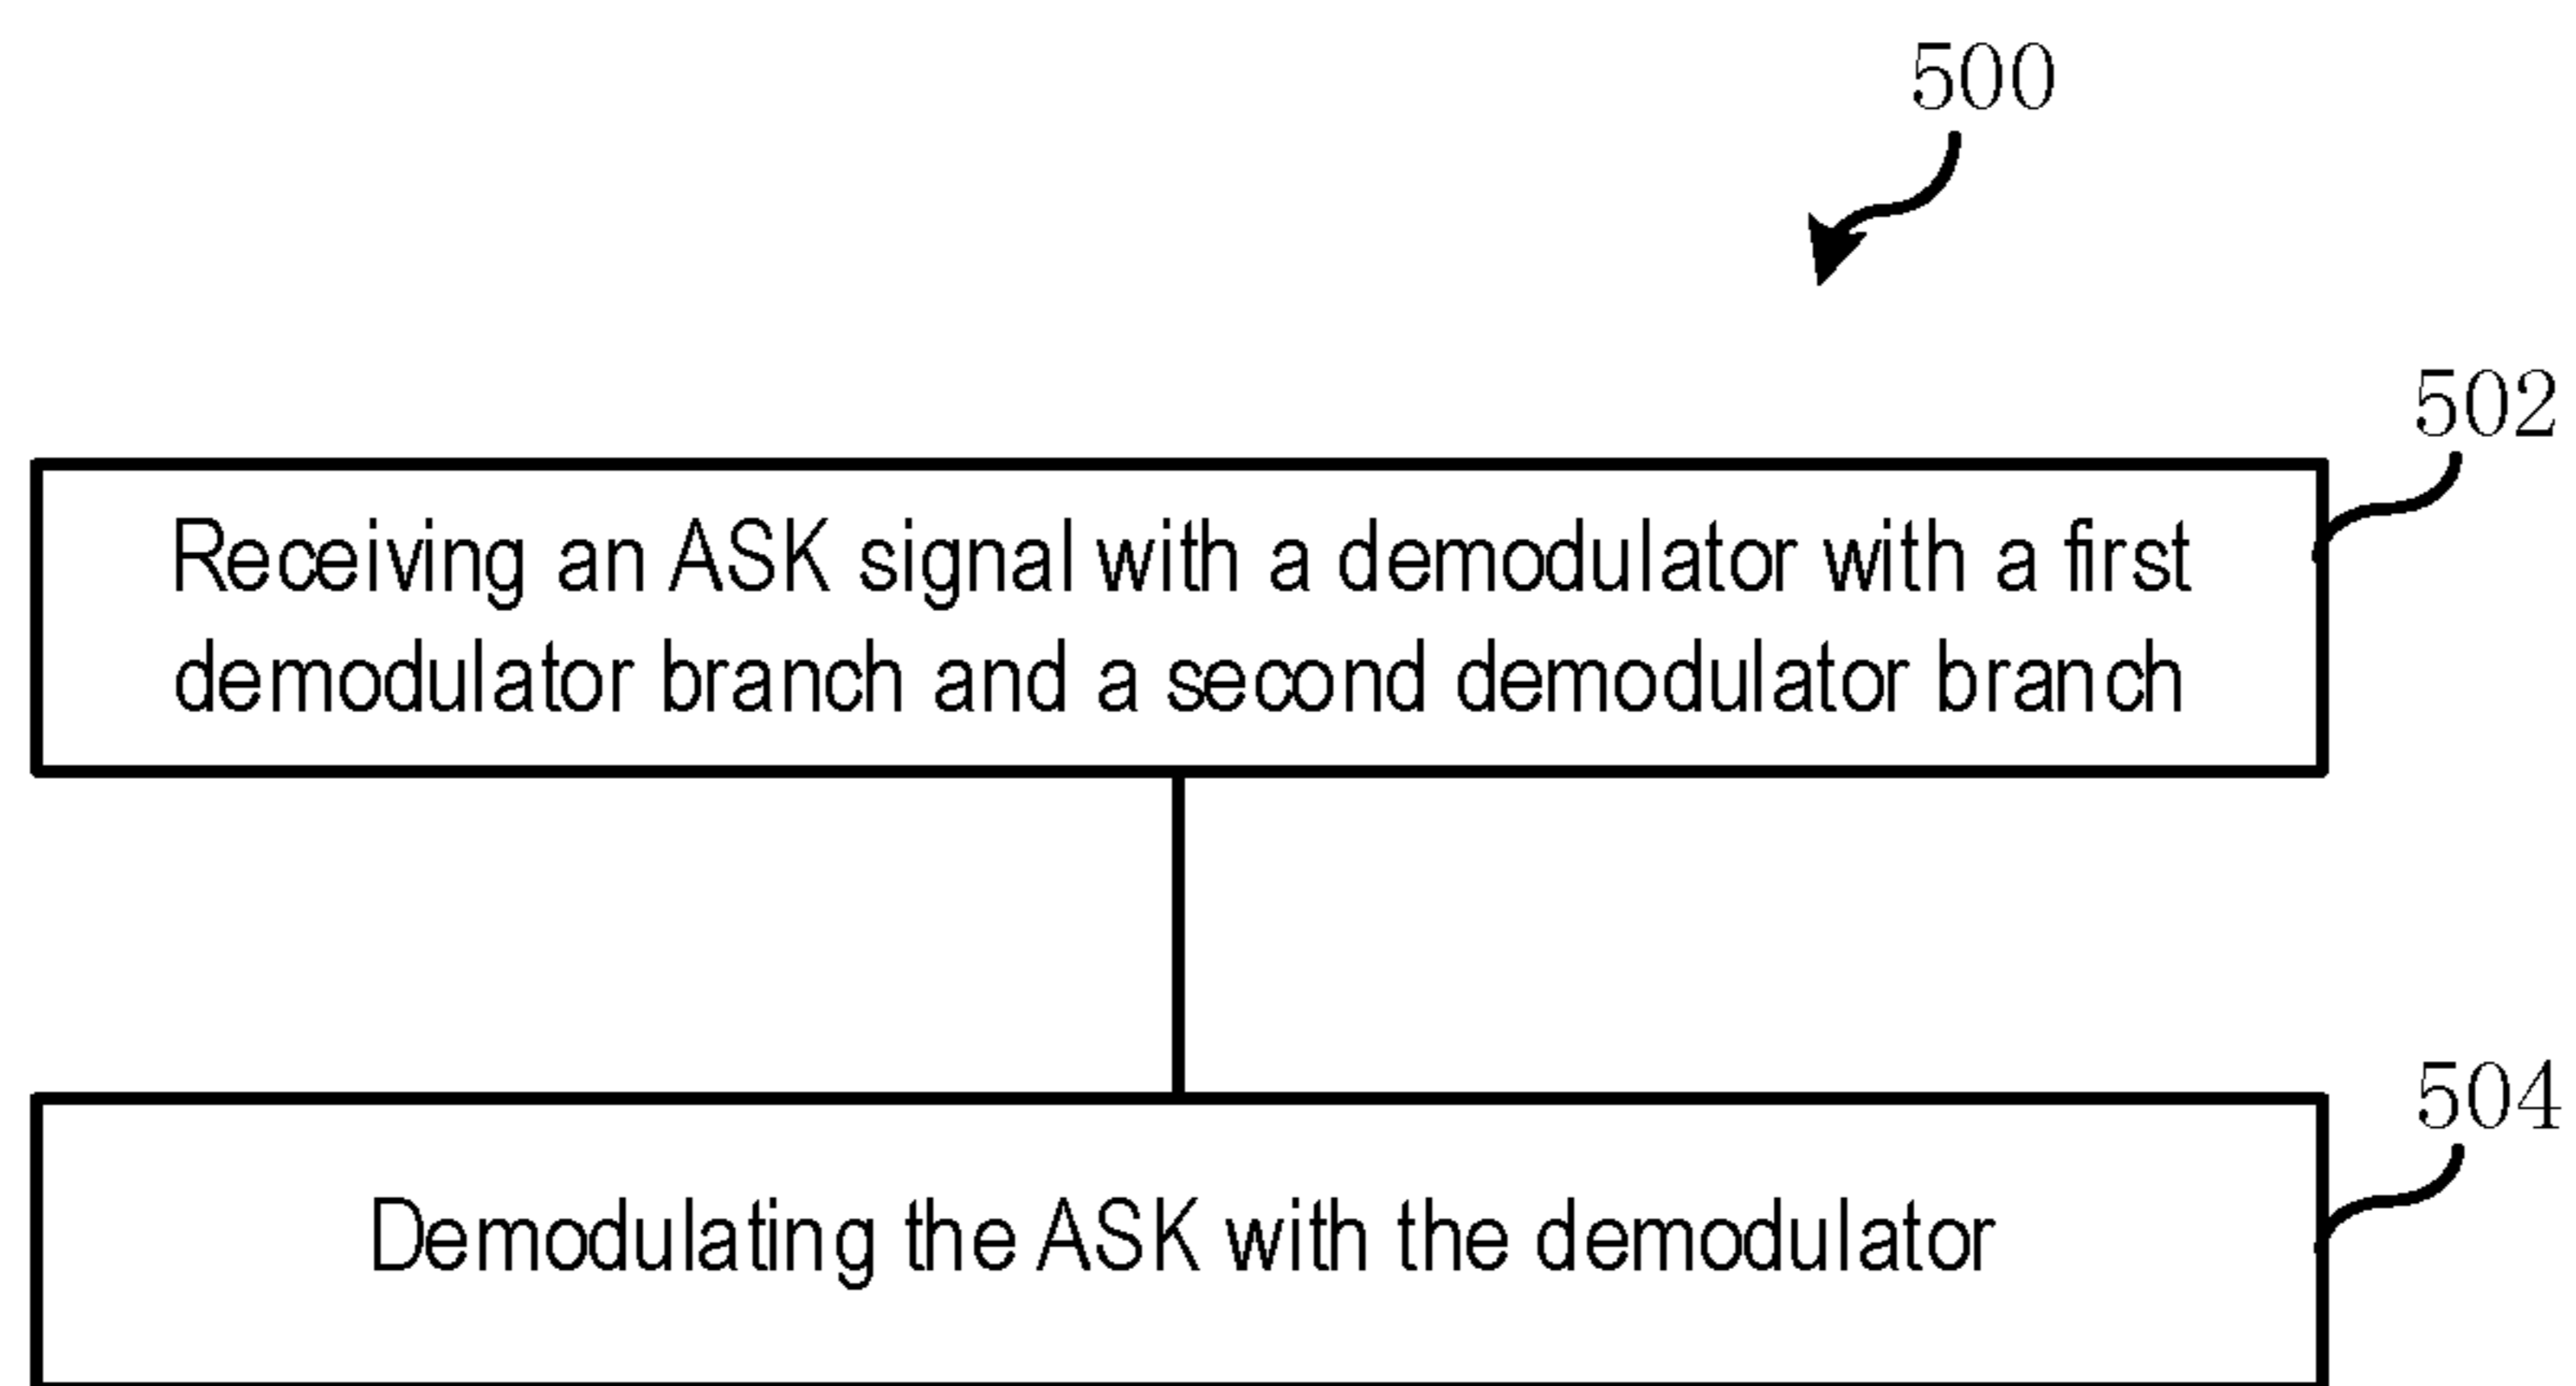 500
502
Receiving an ASK signal with a demodulator with a first
demodulator branch and a second demodulator branch
504
Demodulating the ASK with the demodulator